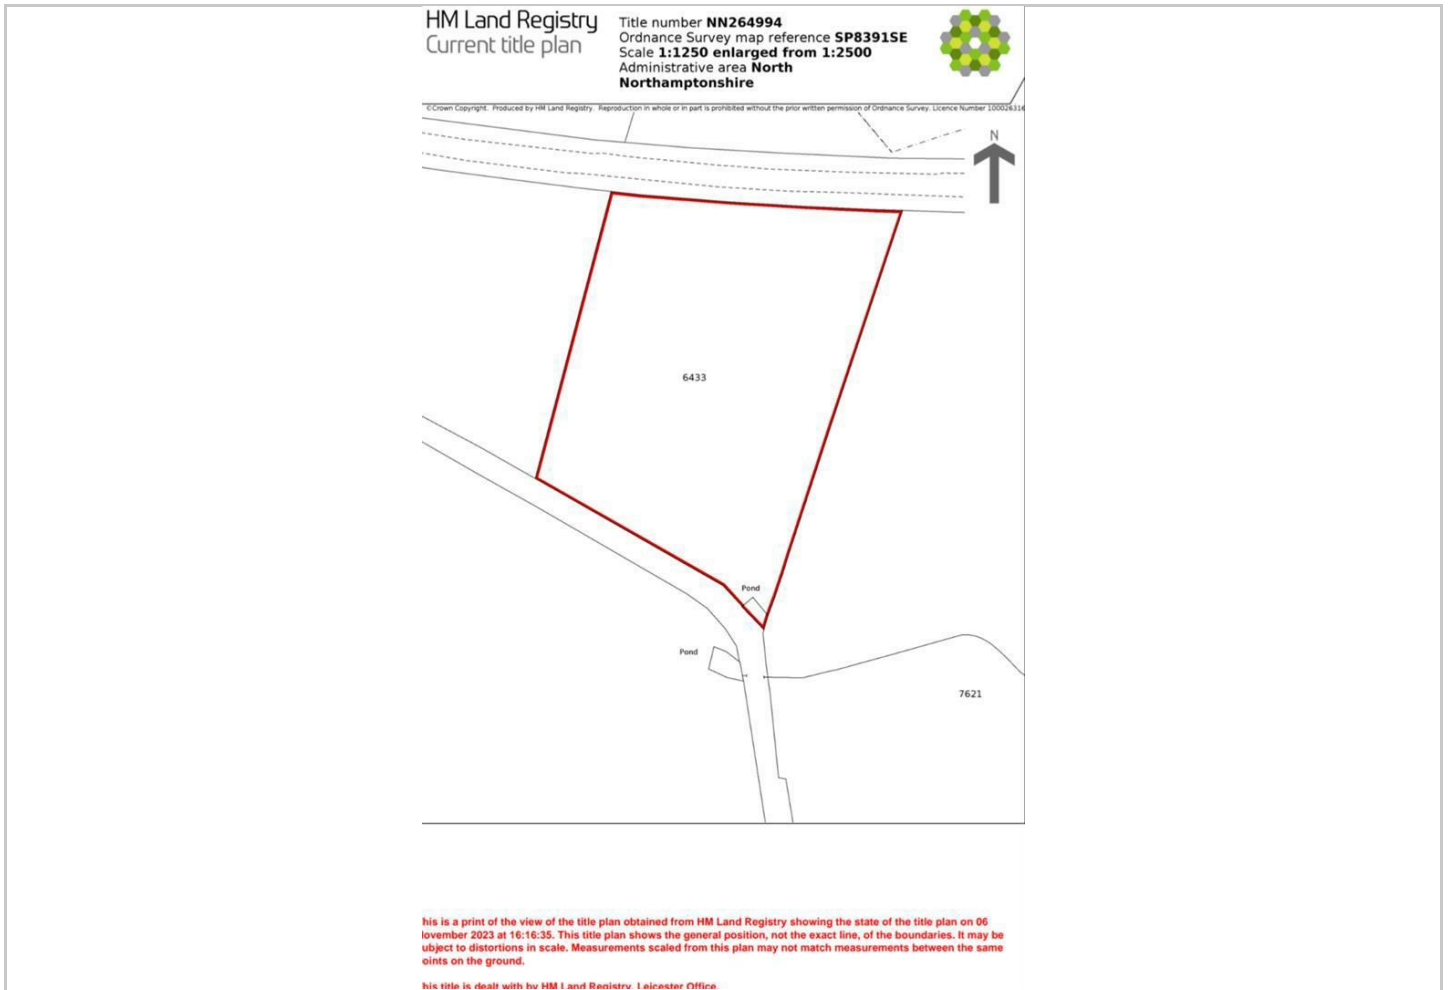 HM Land Registry
Current title plan
Title number NN264994
Ordnance Survey map reference SP8391SE
Scale 1:1250 enlarged from 1:2500
Administrative area North
Northamptonshire
©Crown Copyright. Produced by HM Land Registry. Reproduction in whole or in part is prohibited without the prior written permission of Ordnance Survey. Licence Number 100026316
N
6433
Pond
Pond
7621
his is a print of the view of the title plan obtained from HM Land Registry showing the state of the title plan on 06
ovember 2023 at 16:16:35. This title plan shows the general position, not the exact line, of the boundaries. It may be
ubject to distortions in scale. Measurements scaled from this plan may not match measurements between the same
oints on the ground.
his title is dealt with by HM Land Registry, Leicester Office.